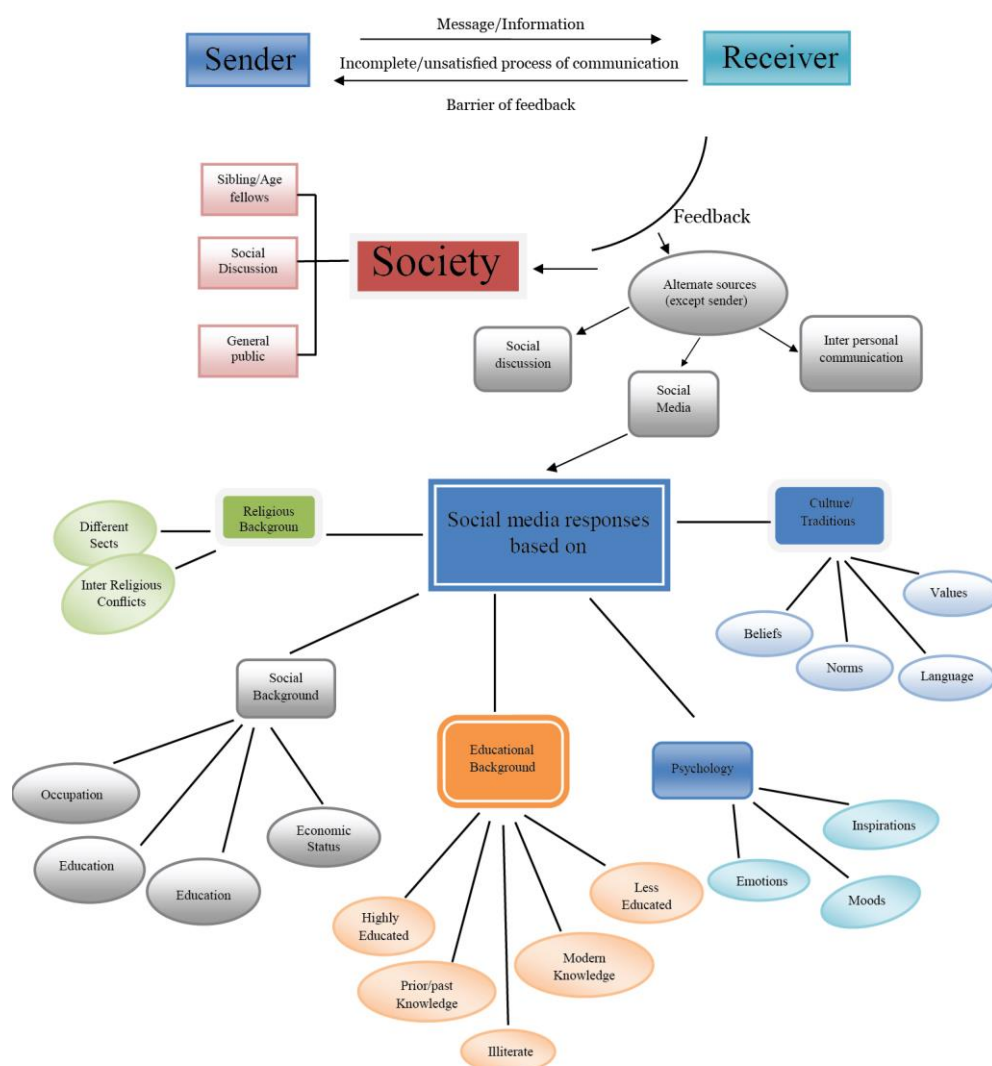 Message/Information
Sender
Incomplete/unsatisfied process of communication
Receiver
Barrier of feedback
Sibling/Age
fellows
Social
Discussion
General
public
Society
Feedback
Alternate sources
(except sender)
Social
discussion
Social
Media
Inter personal
communication
Social media responses
based on
Religious
Backgroun
Different
Sects
Inter Religious
Conflicts
Culture/
Traditions
Values
Beliefs
Norms
Language
Social
Background
Occupation
Education
Education
Economic
Status
Educational
Background
Highly
Educated
Prior/past
Knowledge
Illiterate
Modern
Knowledge
Less
Educated
Psychology
Inspirations
Emotions
Moods